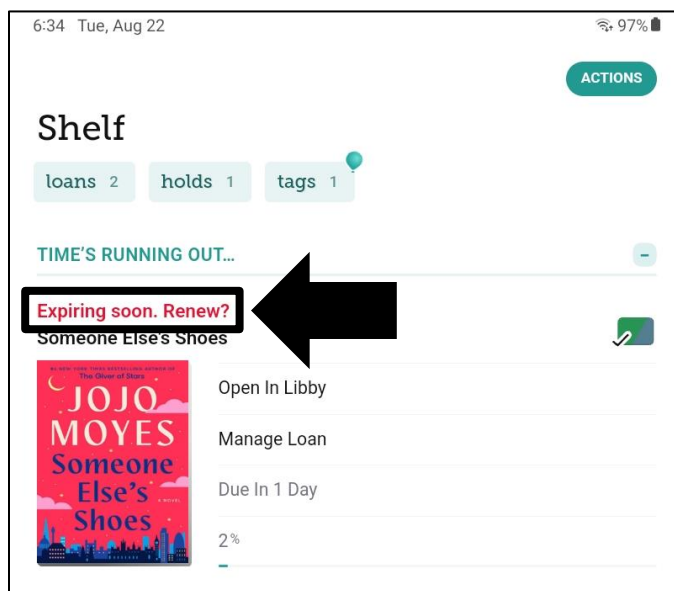 6:34 Tue, Aug 22
97%
ACTIONS
Shelf
loans 2 holds 1 tags 1
TIME'S RUNNING OUT...
Expiring soon. Renew?
Someone Else's Shoes
#1 NEW YORK TIMES BESTSELLING AUTHOR OF
The Giver of Stars
JOJO
MOYES
Someone
Else's
A NOVEL
Shoes
Open In Libby
Manage Loan
Due In 1 Day
2%